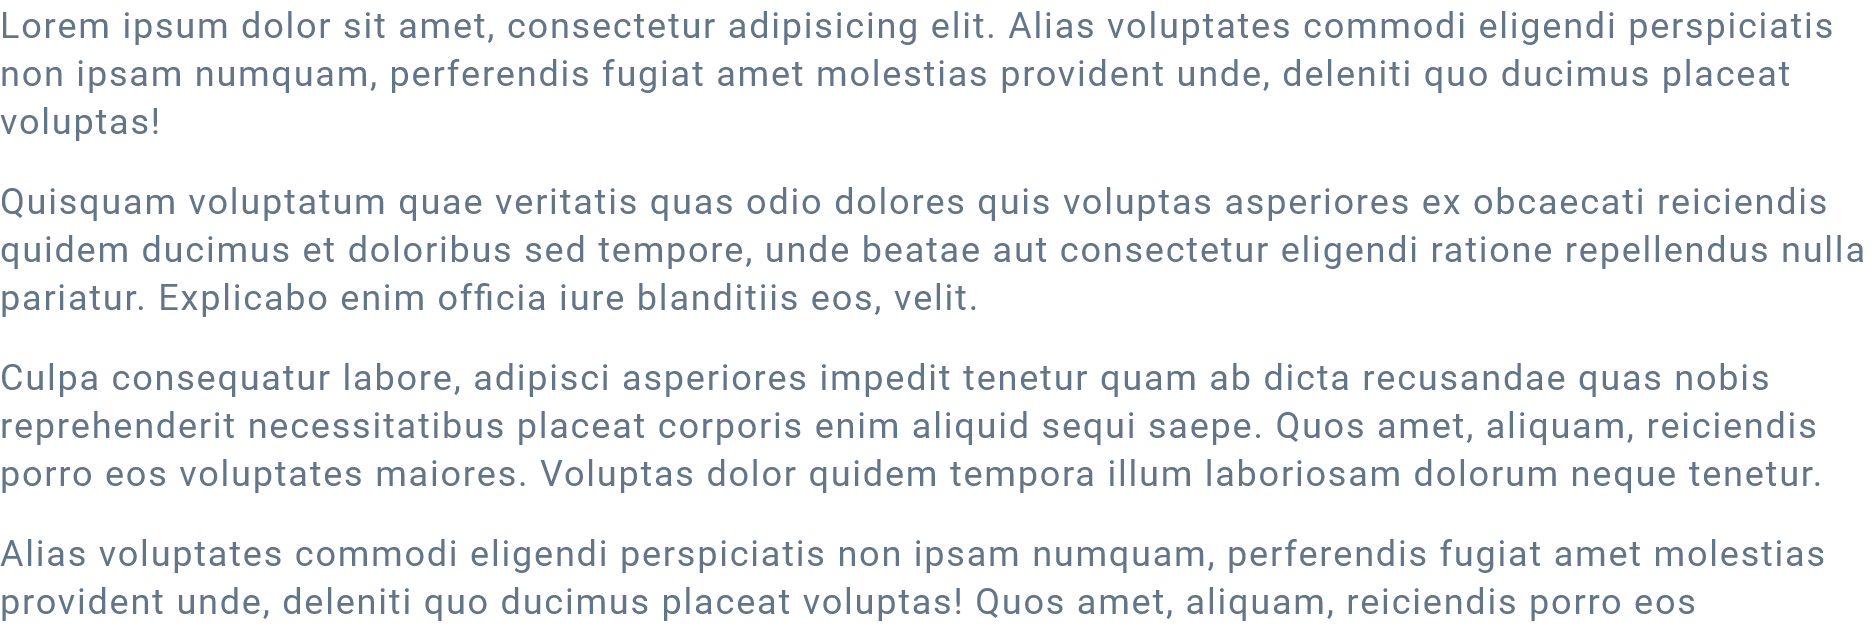 Lorem ipsum dolor sit amet, consectetur adipisicing elit. Alias voluptates commodi eligendi perspiciatis
non ipsam numquam, perferendis fugiat amet molestias provident unde, deleniti quo ducimus placeat
voluptas!
Quisquam voluptatum quae veritatis quas odio dolores quis voluptas asperiores ex obcaecati reiciendis
quidem ducimus et doloribus sed tempore, unde beatae aut consectetur eligendi ratione repellendus nulla
pariatur. Explicabo enim officia iure blanditiis eos, velit.
Culpa consequatur labore, adipisci asperiores impedit tenetur quam ab dicta recusandae quas nobis
reprehenderit necessitatibus placeat corporis enim aliquid sequi saepe. Quos amet, aliquam, reiciendis
porro eos voluptates maiores. Voluptas dolor quidem tempora illum laboriosam dolorum neque tenetur.
Alias voluptates commodi eligendi perspiciatis non ipsam numquam, perferendis fugiat amet molestias
provident unde, deleniti quo ducimus placeat voluptas! Quos amet, aliquam, reiciendis porro eos